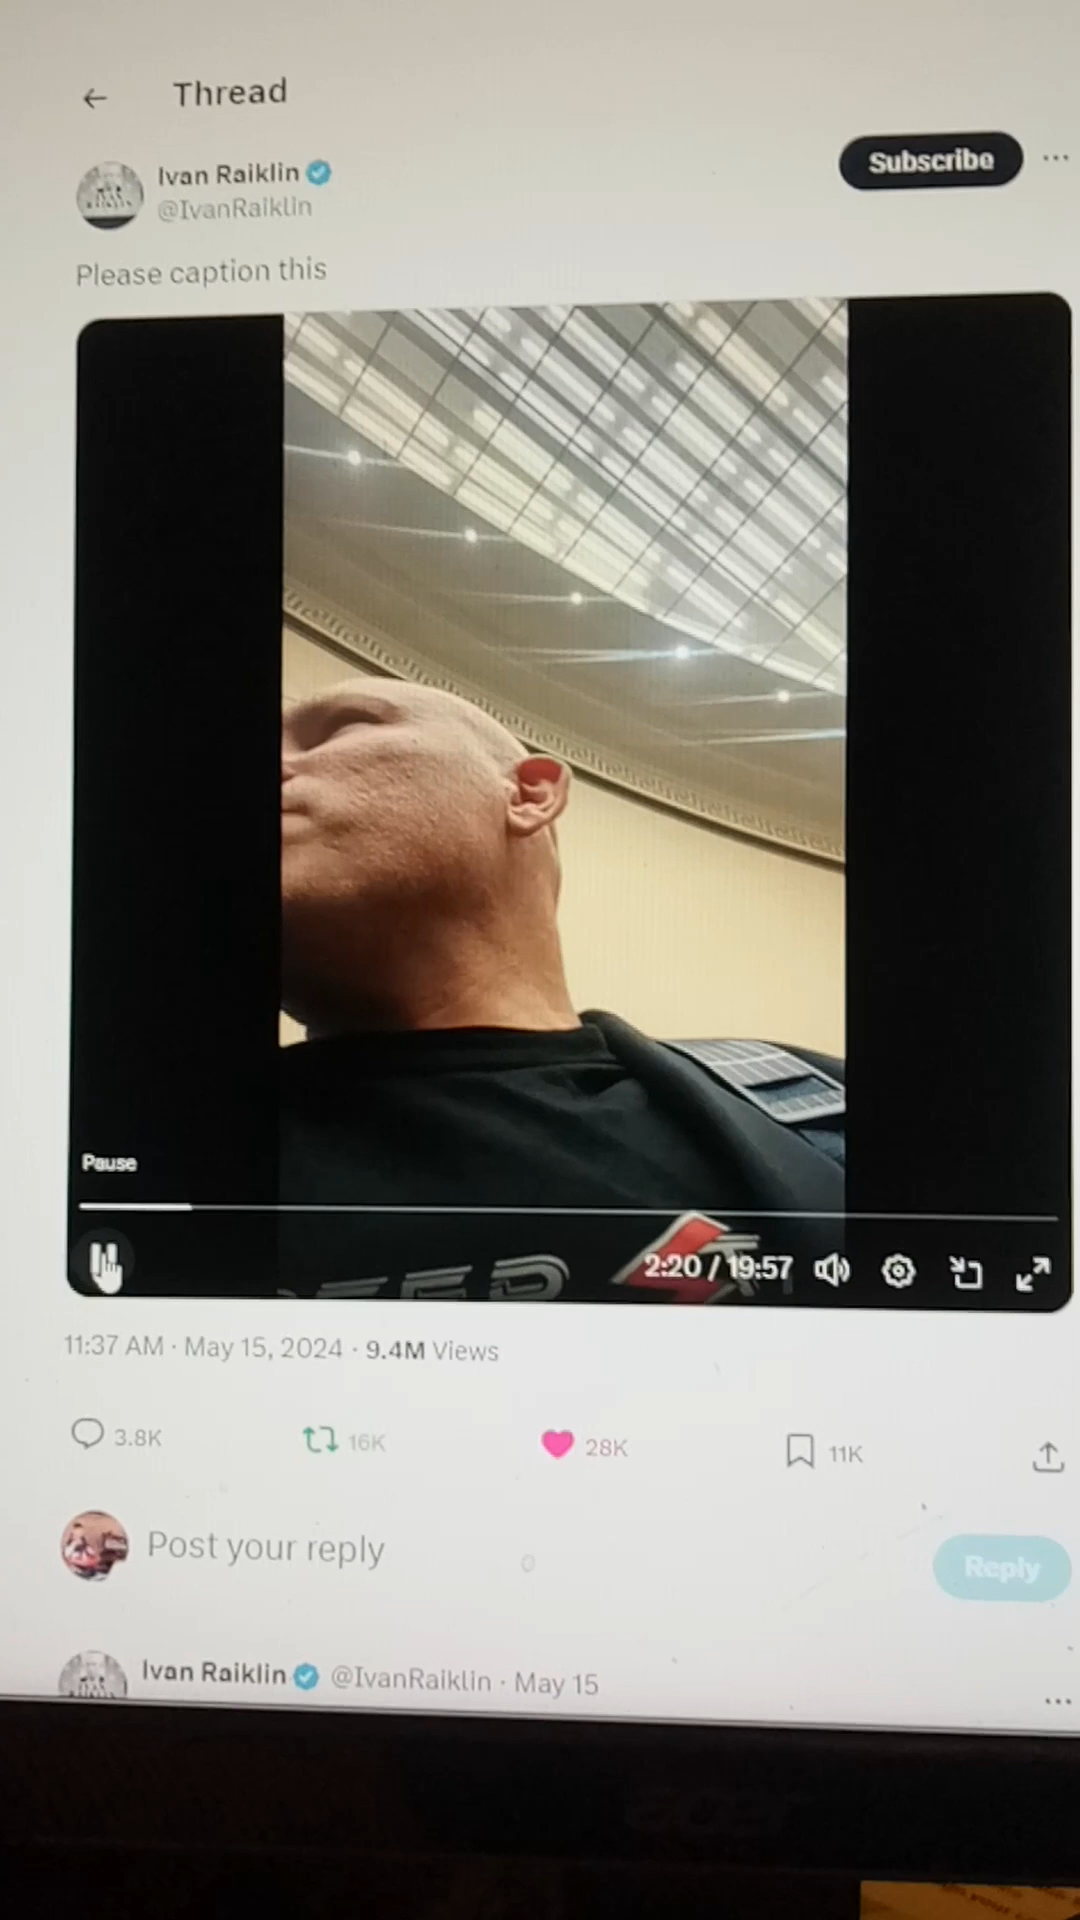 Thread
Ivan Raiklin
@IvanRaiklin
Subscribe
Please caption this
Pause
2:20 / 19:57
11:37 AM · May 15, 2024 · 9.4M Views
3.8K 16K 28K 11K
Post your reply
Reply
Ivan Raiklin @IvanRaiklin · May 15
acer